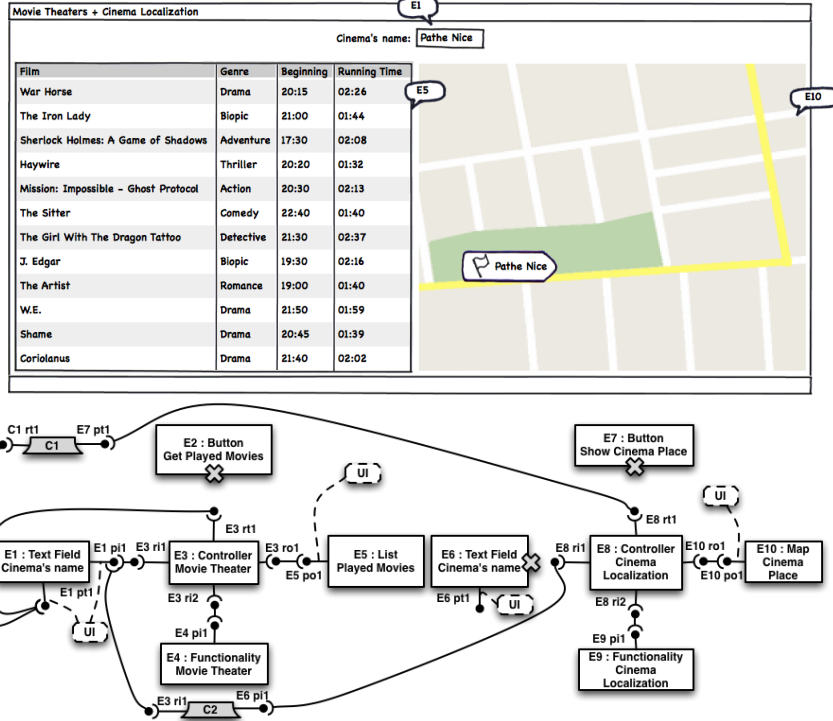 E1
Movie Theaters + Cinema Localization
Cinema's name: Pathe Nice
Film Genre Beginning Running Time
War Horse Drama 20:15 02:26
E5
E10
The Iron Lady Biopic 21:00 01:44
Sherlock Holmes: A Game of Shadows Adventure 17:30 02:08
Haywire Thriller 20:20 01:32
Mission: Impossible - Ghost Protocol Action 20:30 02:13
The Sitter Comedy 22:40 01:40
The Girl With The Dragon Tattoo Detective 21:30 02:37
J. Edgar Biopic 19:30 02:16
Pathe Nice
The Artist Romance 19:00 01:40
W.E. Drama 21:50 01:59
Shame Drama 20:45 01:39
Coriolanus Drama 21:40 02:02
C1 rt1
C1
E7 pt1
E2 : Button
Get Played Movies
E7 : Button
Show Cinema Place
UI
UI
E3 rt1
E8 rt1
E1 : Text Field
Cinema's name
E1 pi1
E3 ri1
E3 : Controller
Movie Theater
E3 ro1
E5 po1
E5 : List
Played Movies
E6 : Text Field
Cinema's name
E8 ri1
E8 : Controller
Cinema
Localization
E10 ro1
E10 po1
E10 : Map
Cinema
Place
E1 pt1
UI
E3 ri2
E4 pi1
E6 pt1
UI
E8 ri2
E9 pi1
E4 : Functionality
Movie Theater
E9 : Functionality
Cinema
Localization
E3 ri1
C2
E6 pi1